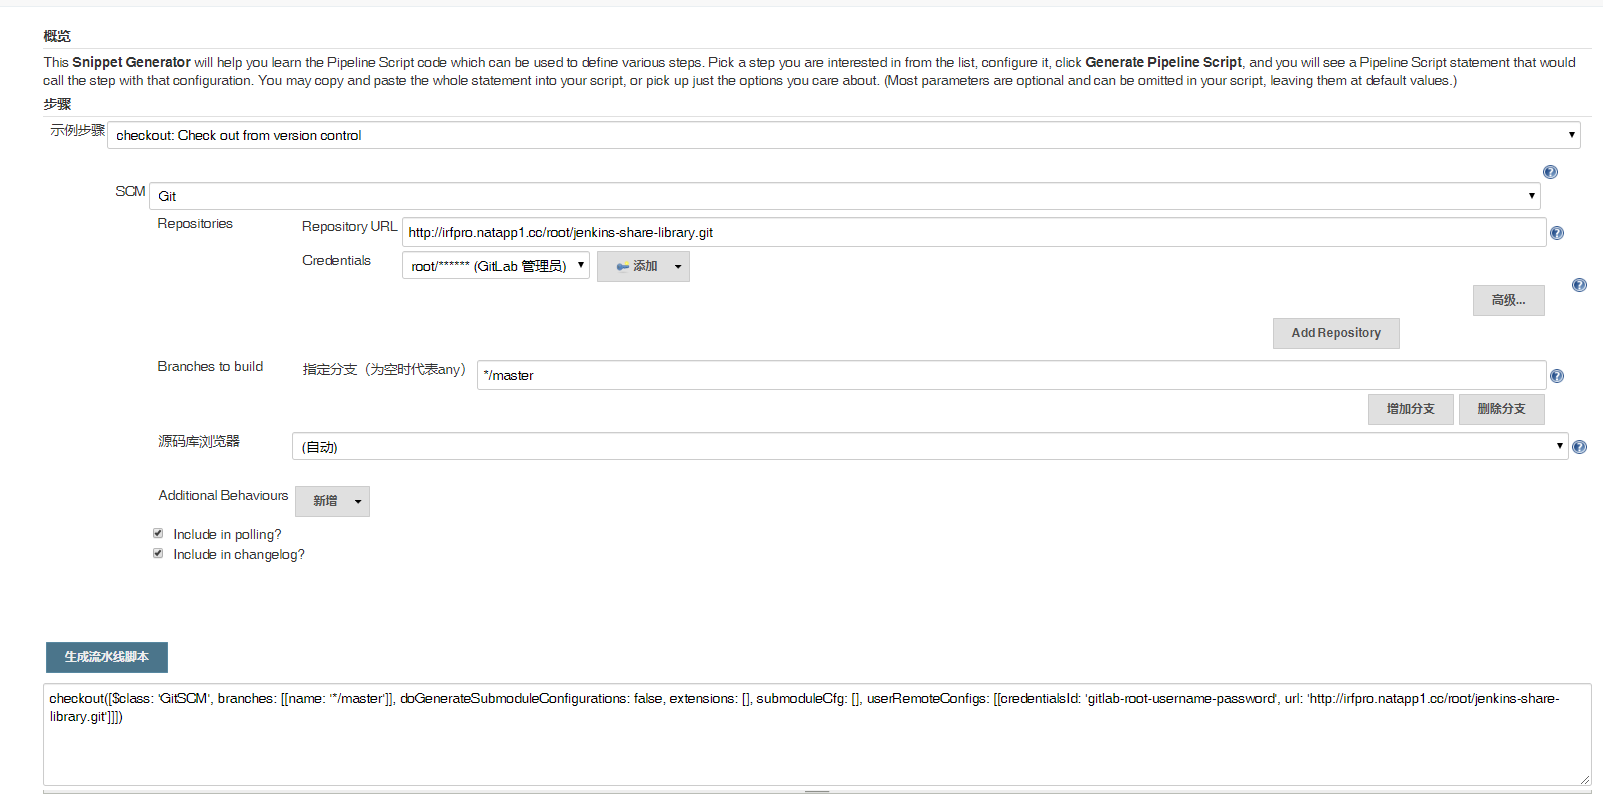 概览
This Snippet Generator will help you learn the Pipeline Script code which can be used to define various steps. Pick a step you are interested in from the list, configure it, click Generate Pipeline Script, and you will see a Pipeline Script statement that would
call the step with that configuration. You may copy and paste the whole statement into your script, or pick up just the options you care about. (Most parameters are optional and can be omitted in your script, leaving them at default values.)
步骤
示例步骤 checkout: Check out from version control
SCM Git
Repositories Repository URL http://irfpro.natapp1.cc/root/jenkins-share-library.git
Credentials root/****** (GitLab 管理员) 添加
高级...
Add Repository
Branches to build 指定分支（为空时代表any） */master
增加分支 删除分支
源码库浏览器 (自动)
Additional Behaviours 新增
Include in polling?
Include in changelog?
生成流水线脚本
checkout([$class: 'GitSCM', branches: [[name: '*/master']], doGenerateSubmoduleConfigurations: false, extensions: [], submoduleCfg: [], userRemoteConfigs: [[credentialsId: 'gitlab-root-username-password', url: 'http://irfpro.natapp1.cc/root/jenkins-share-
library.git']]])